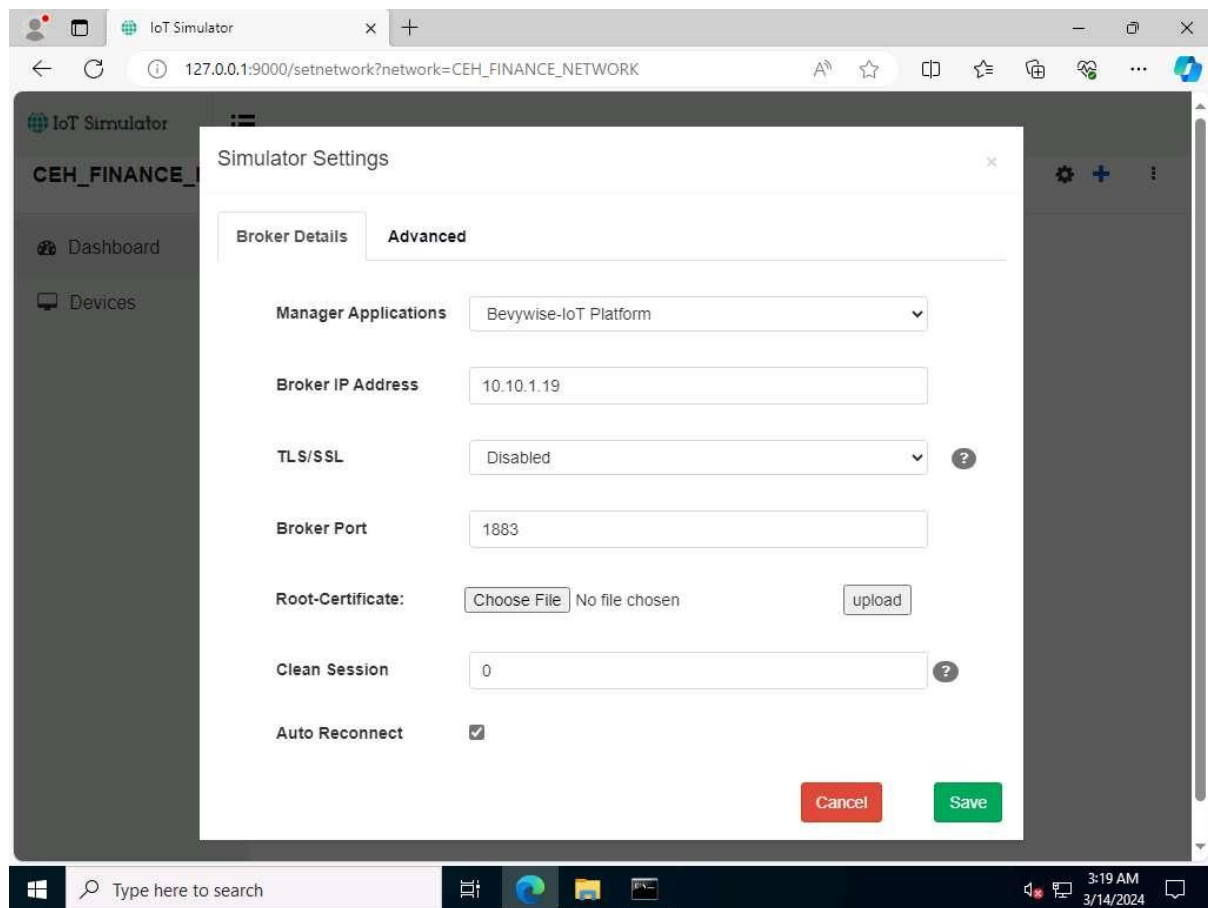 IoT Simulator
127.0.0.1:9000/setnetwork?network=CEH_FINANCE_NETWORK
IoT Simulator
CEH_FINANCE_
Simulator Settings
Dashboard
Devices
Broker Details Advanced
Manager Applications Bevywise-IoT Platform
Broker IP Address 10.10.1.19
TLS/SSL Disabled ?
Broker Port 1883
Root-Certificate: Choose File No file chosen upload
Clean Session 0 ?
Auto Reconnect
Cancel Save
Type here to search
3:19 AM
3/14/2024